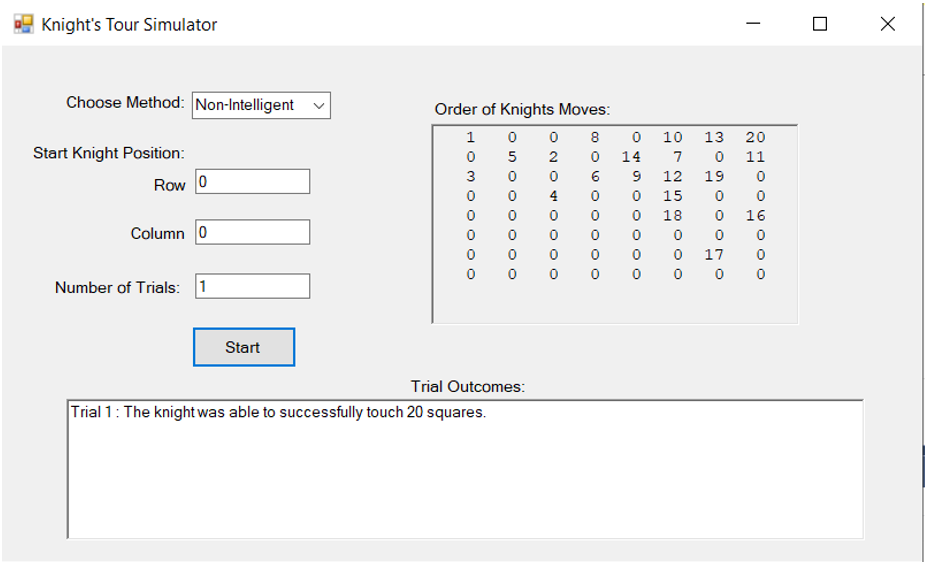 Knight's Tour Simulator
Choose Method: Non-Intelligent
Start Knight Position:
Row 0
Column 0
Number of Trials: 1
Start
Order of Knights Moves:
1 0 0 8 0 10 13 20
0 5 2 0 14 7 0 11
3 0 0 6 9 12 19 0
0 0 4 0 0 15 0 0
0 0 0 0 0 18 0 16
0 0 0 0 0 0 0 0
0 0 0 0 0 0 17 0
0 0 0 0 0 0 0 0
Trial Outcomes:
Trial 1 : The knight was able to successfully touch 20 squares.